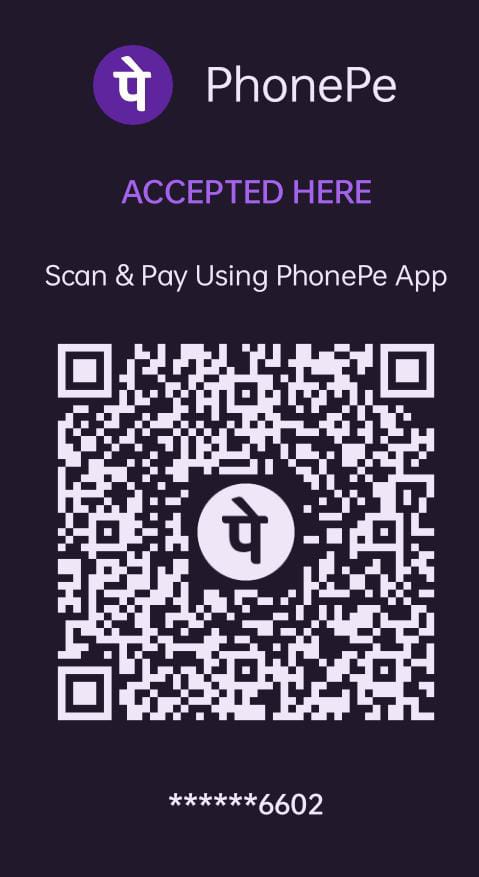 पे PhonePe
ACCEPTED HERE
Scan & Pay Using PhonePe App
पे
******6602